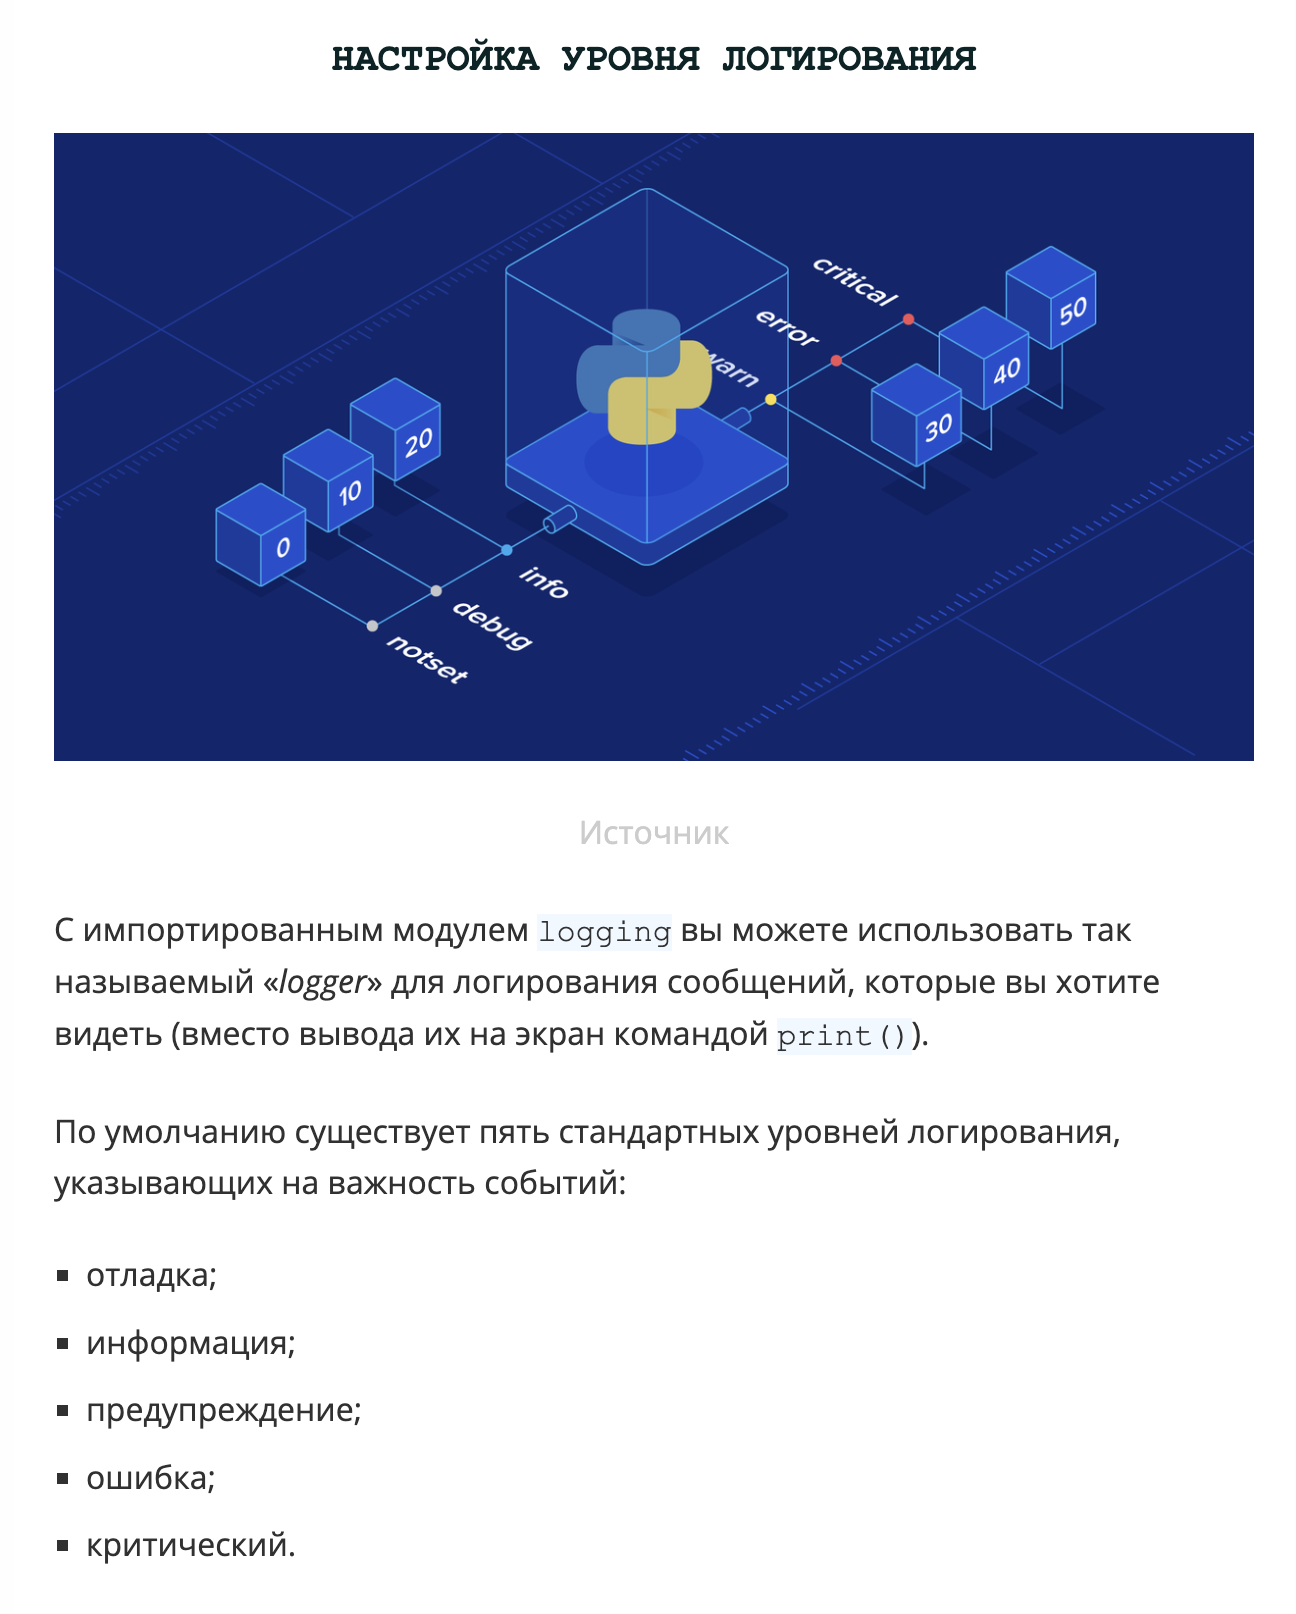 НАСТРОЙКА УРОВНЯ ЛОГИРОВАНИЯ
critical
50
error
40
warn
30
20
10
0
info
debug
notset
Источник
С импортированным модулем logging вы можете использовать так
называемый «logger» для логирования сообщений, которые вы хотите
видеть (вместо вывода их на экран командой print()).
По умолчанию существует пять стандартных уровней логирования,
указывающих на важность событий:
▪ отладка;
▪ информация;
▪ предупреждение;
▪ ошибка;
▪ критический.